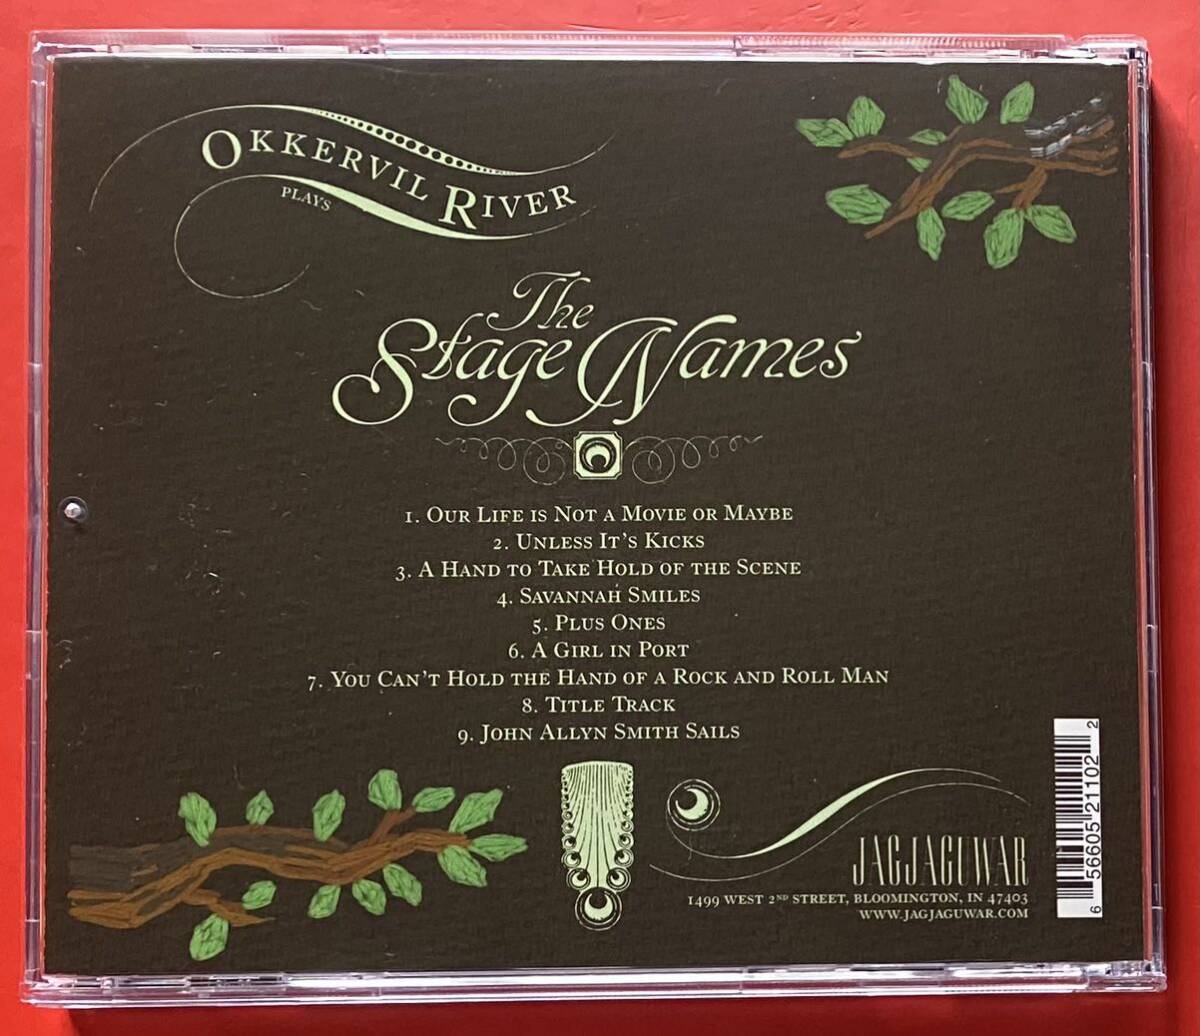 OKKERVIL RIVER
PLAYS
The
Stage Names
1. OUR LIFE IS NOT A MOVIE OR MAYBE
2. UNLESS IT'S KICKS
3. A HAND TO TAKE HOLD OF THE SCENE
4. SAVANNAH SMILES
5. PLUS ONES
6. A GIRL IN PORT
7. YOU CAN'T HOLD THE HAND OF A ROCK AND ROLL MAN
8. TITLE TRACK
9. JOHN ALLYN SMITH SAILS
JAGJAGUWAR
1499 WEST 2ND STREET, BLOOMINGTON, IN 47403
WWW.JAGJAGUWAR.COM
6 56605 21102 2